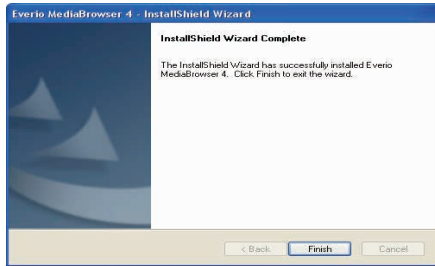 Everio MediaBrowser 4 - InstallShield Wizard
InstallShield Wizard Complete
The InstallShield Wizard has successfully installed Everio
MediaBrowser 4. Click Finish to exit the wizard.
< Back
Finish
Cancel